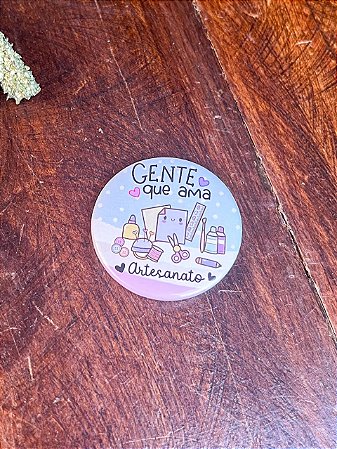 GENTE
que ama
Artesanato